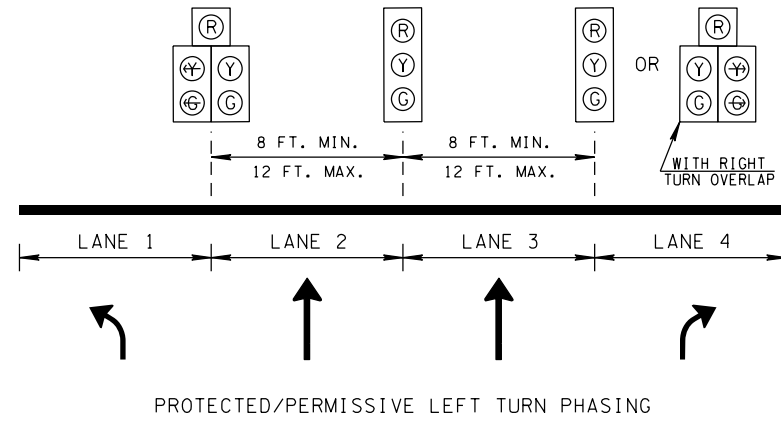 R R R OR R
Y Y Y Y Y Y
G G G G G G
8 FT. MIN. 8 FT. MIN.
12 FT. MAX. 12 FT. MAX.
WITH RIGHT
TURN OVERLAP
LANE 1 LANE 2 LANE 3 LANE 4
PROTECTED/PERMISSIVE LEFT TURN PHASING